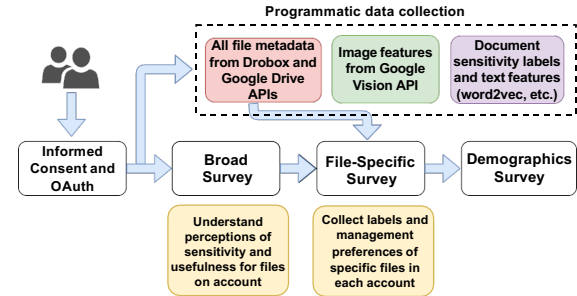 Programmatic data collection
All file metadata
from Drobox and
Google Drive
APIs
Image features
from Google
Vision API
Document
sensitivity labels
and text features
(word2vec, etc.)
Informed
Consent and
OAuth
Broad
Survey
File-Specific
Survey
Demographics
Survey
Understand
perceptions of
sensitivity and
usefulness for files
on account
Collect labels and
management
preferences of
specific files in
each account